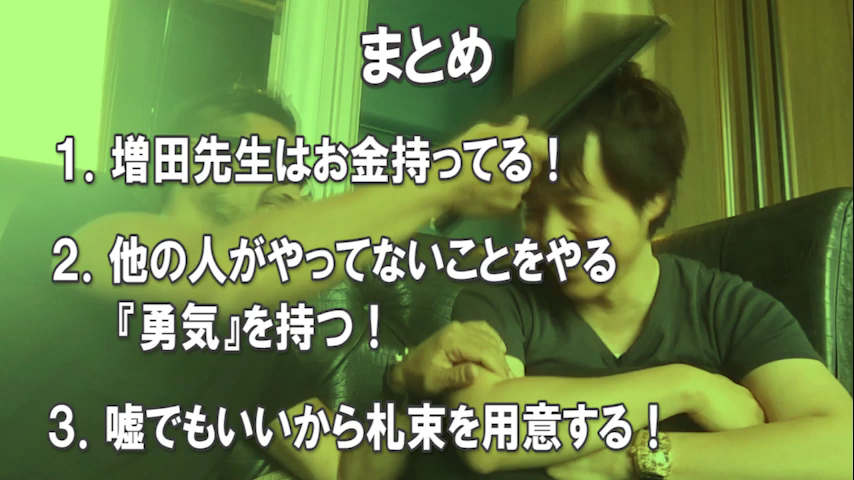 まとめ
１．増田先生はお金持ってる！
２．他の人がやってないことをやる
『勇気』を持つ！
３．嘘でもいいから札束を用意する！